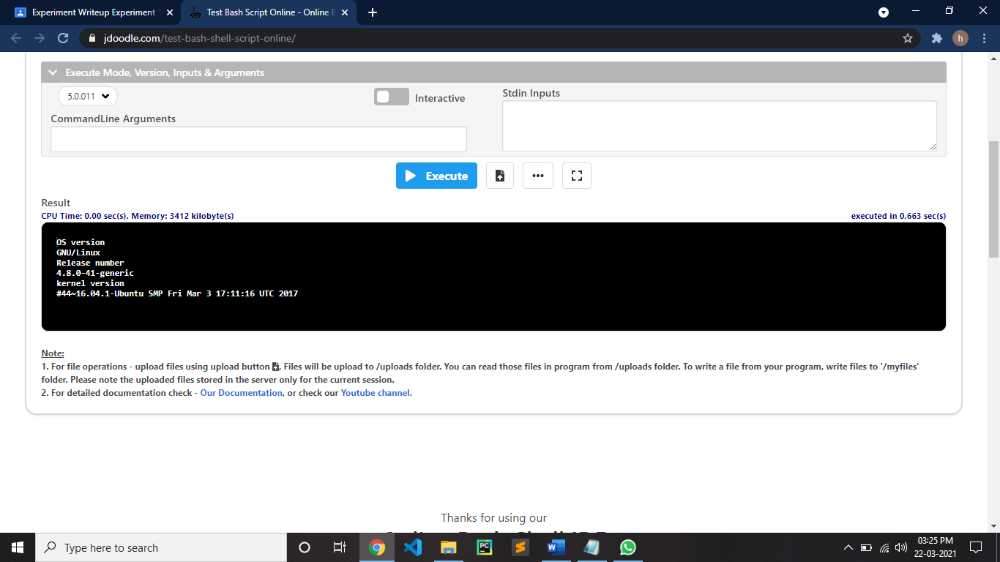 Experiment Writeup Experiment
Test Bash Script Online - Online
jdoodle.com/test-bash-shell-script-online/
h
Execute Mode, Version, Inputs & Arguments
5.0.011
Interactive
Stdin Inputs
CommandLine Arguments
Execute
Result
CPU Time: 0.00 sec(s), Memory: 3412 kilobyte(s)
executed in 0.663 sec(s)
OS version
GNU/Linux
Release number
4.8.0-41-generic
kernel version
#44~16.04.1-Ubuntu SMP Fri Mar 3 17:11:16 UTC 2017
Note:
1. For file operations - upload files using upload button , Files will be upload to /uploads folder. You can read those files in program from /uploads folder. To write a file from your program, write files to '/myfiles'
folder. Please note the uploaded files stored in the server only for the current session.
2. For detailed documentation check - Our Documentation, or check our Youtube channel.
Thanks for using our
Type here to search
PC
W
03:25 PM
22-03-2021